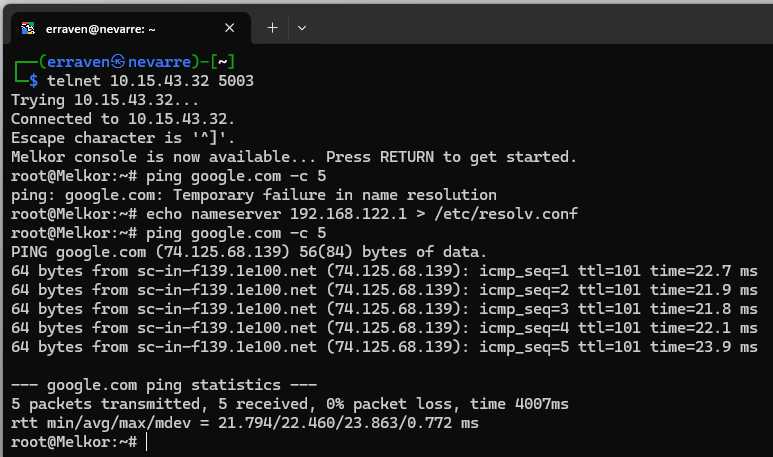 erraven@nevarre: ~
┌──(erraven㉿nevarre)-[~]
└─$ telnet 10.15.43.32 5003
Trying 10.15.43.32...
Connected to 10.15.43.32.
Escape character is '^]'.
Melkor console is now available... Press RETURN to get started.
root@Melkor:~# ping google.com -c 5
ping: google.com: Temporary failure in name resolution
root@Melkor:~# echo nameserver 192.168.122.1 > /etc/resolv.conf
root@Melkor:~# ping google.com -c 5
PING google.com (74.125.68.139) 56(84) bytes of data.
64 bytes from sc-in-f139.1e100.net (74.125.68.139): icmp_seq=1 ttl=101 time=22.7 ms
64 bytes from sc-in-f139.1e100.net (74.125.68.139): icmp_seq=2 ttl=101 time=21.9 ms
64 bytes from sc-in-f139.1e100.net (74.125.68.139): icmp_seq=3 ttl=101 time=21.8 ms
64 bytes from sc-in-f139.1e100.net (74.125.68.139): icmp_seq=4 ttl=101 time=22.1 ms
64 bytes from sc-in-f139.1e100.net (74.125.68.139): icmp_seq=5 ttl=101 time=23.9 ms
--- google.com ping statistics ---
5 packets transmitted, 5 received, 0% packet loss, time 4007ms
rtt min/avg/max/mdev = 21.794/22.460/23.863/0.772 ms
root@Melkor:~#